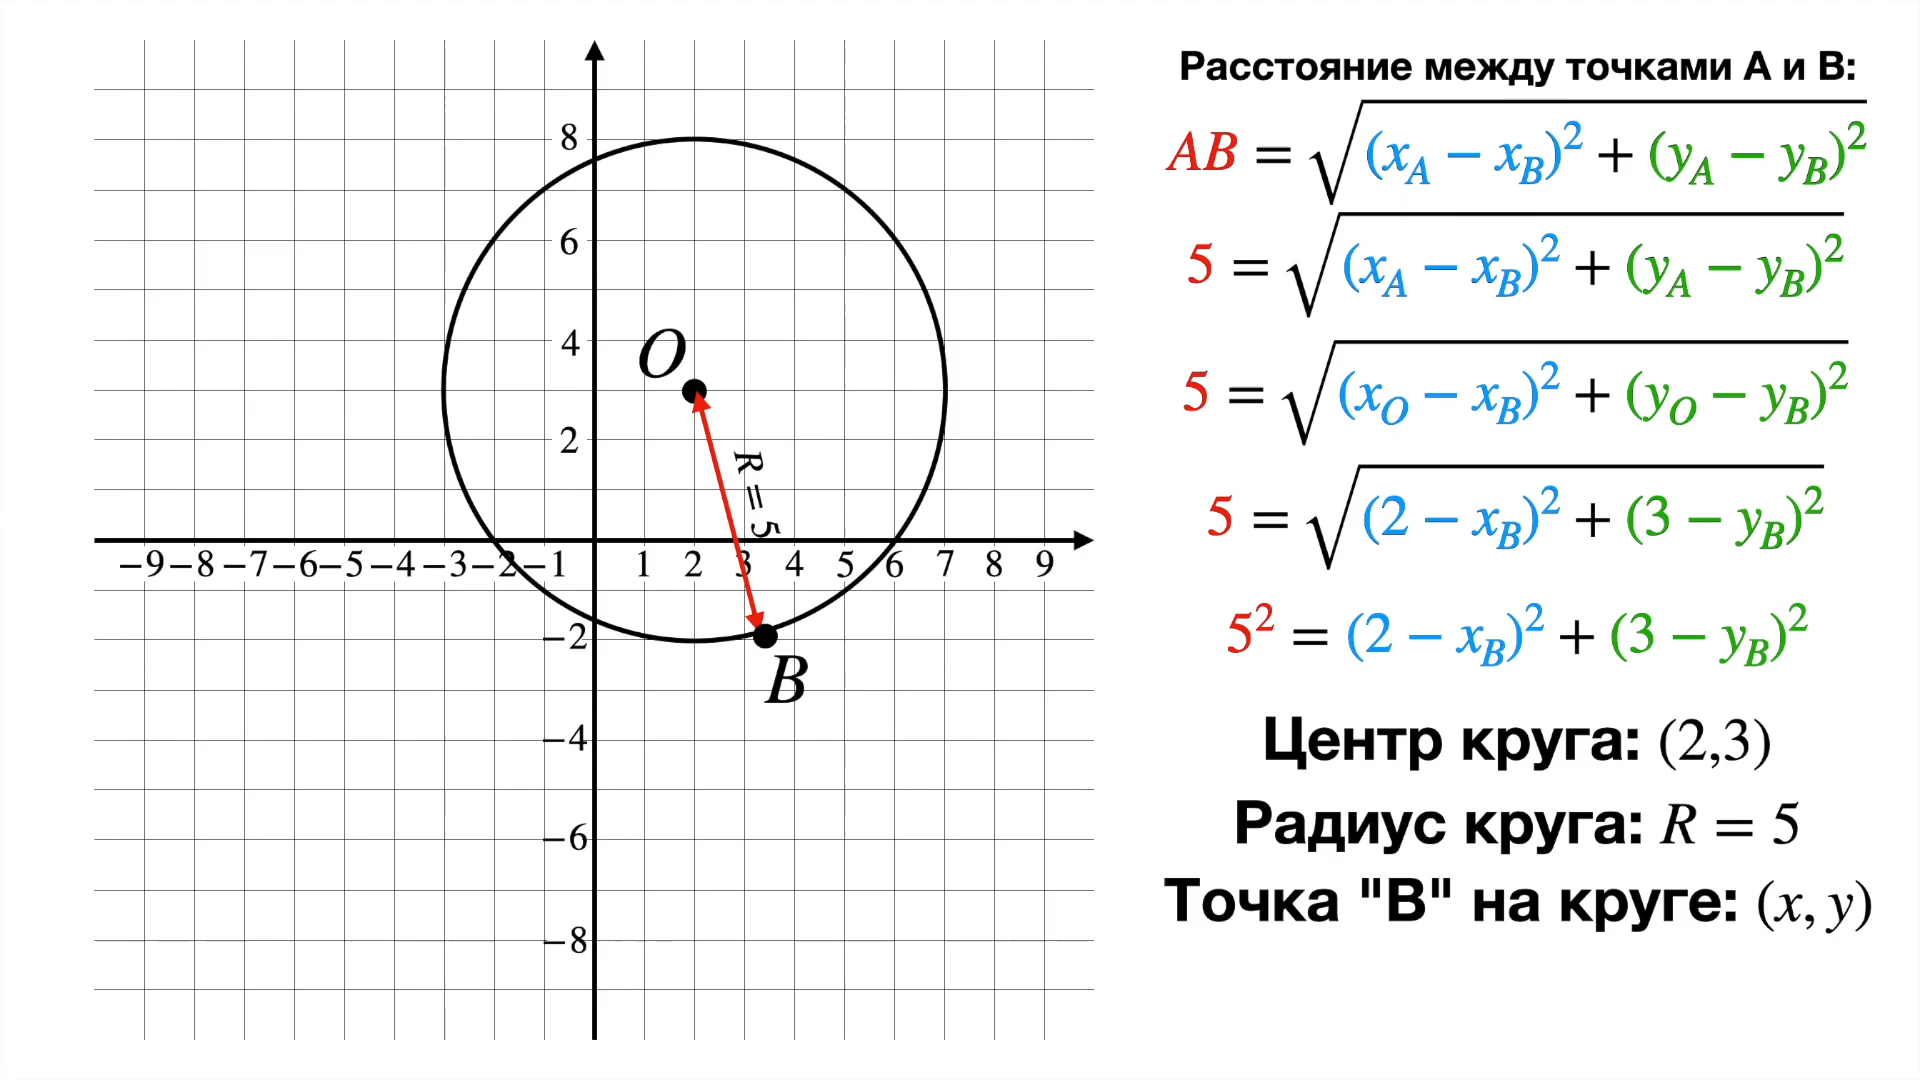 Расстояние между точками A и B:
AB = √(x_A − x_B)² + (y_A − y_B)²
5 = √(x_A − x_B)² + (y_A − y_B)²
5 = √(x_O − x_B)² + (y_O − y_B)²
5 = √(2 − x_B)² + (3 − y_B)²
5² = (2 − x_B)² + (3 − y_B)²
Центр круга: (2,3)
Радиус круга: R = 5
Точка "B" на круге: (x, y)
8
6
4
2
O
R = 5
−9 −8 −7 −6 −5 −4 −3 −2 −1 1 2 3 4 5 6 7 8 9
−2
B
−4
−6
−8